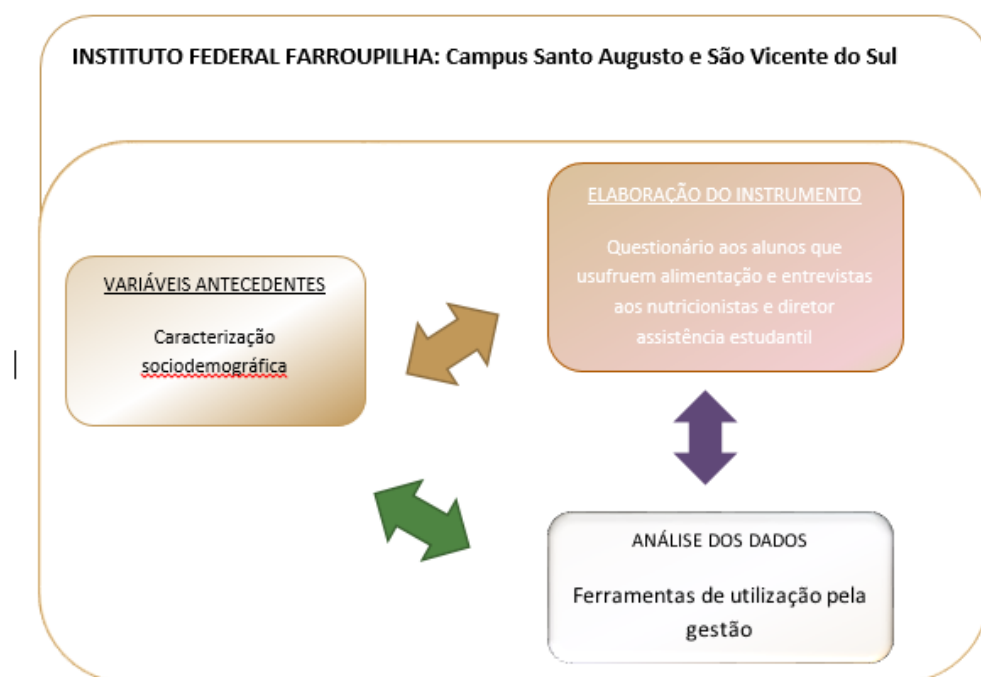 INSTITUTO FEDERAL FARROUPILHA: Campus Santo Augusto e São Vicente do Sul
ELABORAÇÃO DO INSTRUMENTO
Questionário aos alunos que
usufruem alimentação e entrevistas
aos nutricionistas e diretor
assistência estudantil
VARIÁVEIS ANTECEDENTES
Caracterização
sociodemográfica
ANÁLISE DOS DADOS
Ferramentas de utilização pela
gestão